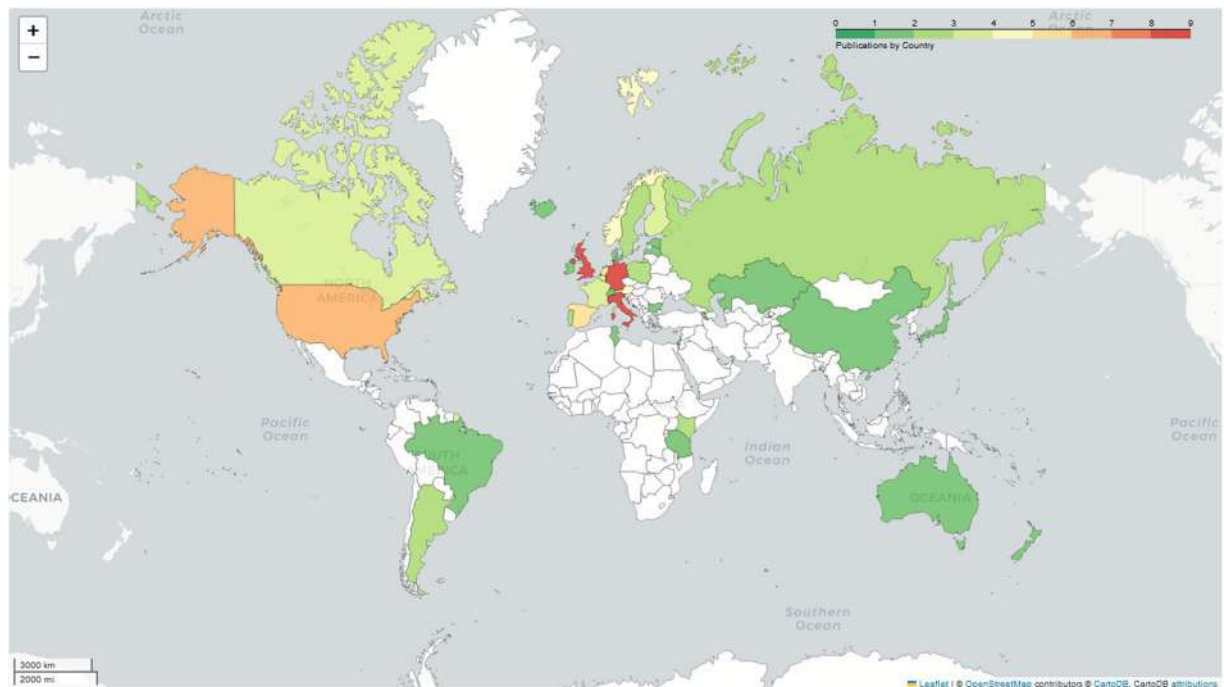 Arctic
Ocean
+
−
0 1 2 3 4 5 6 7 8 9
Arctic
Ocean
Publications by Country
NORTH
AMERICA
Pacific
Ocean
Pacific
Ocean
Indian
Ocean
SOUTH
AMERICA
OCEANIA
OCEANIA
Southern
Ocean
3000 km
2000 mi
Leaflet | © OpenStreetMap contributors © CartoDB, CartoDB attributions